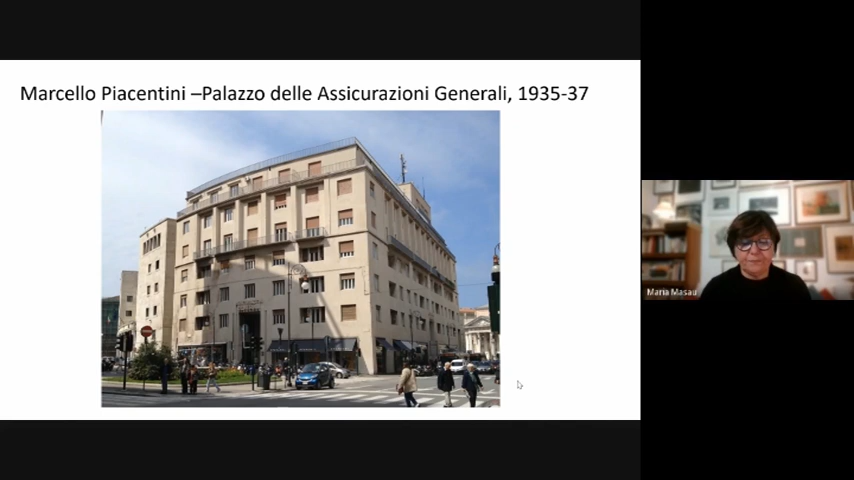 Marcello Piacentini –Palazzo delle Assicurazioni Generali, 1935-37
Maria Masau